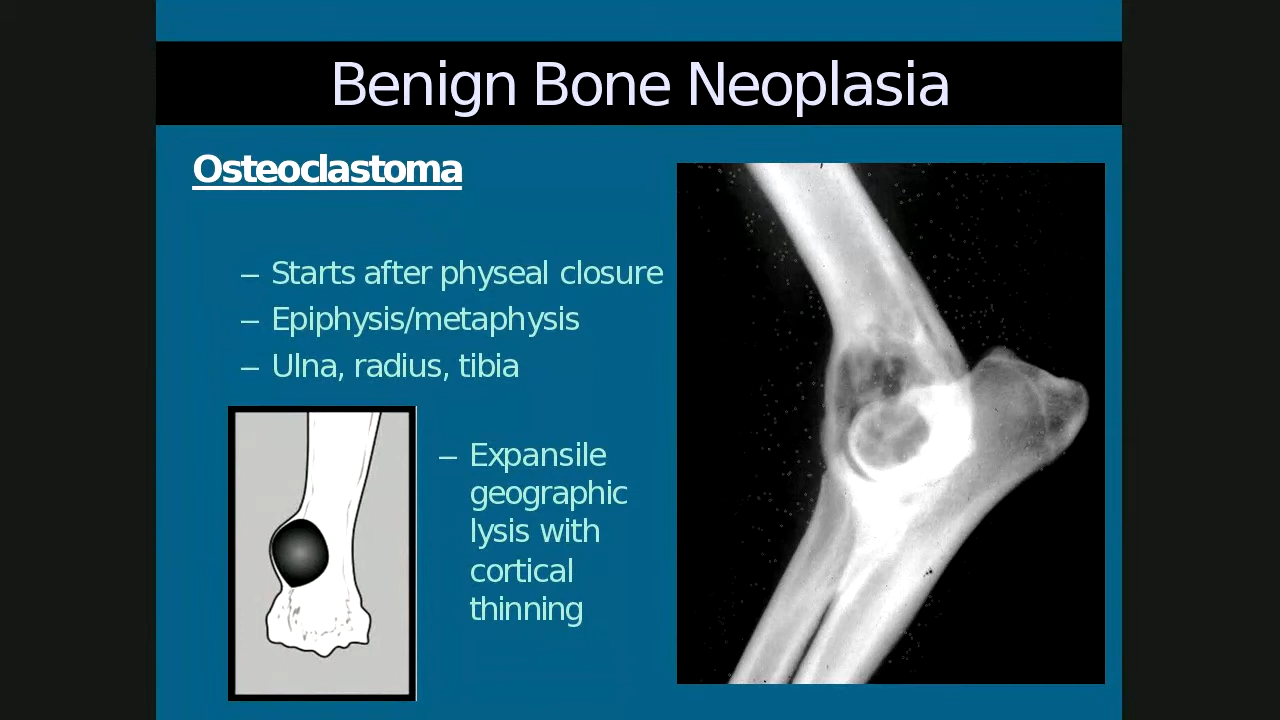 Benign Bone Neoplasia
Osteoclastoma
– Starts after physeal closure
– Epiphysis/metaphysis
– Ulna, radius, tibia
– Expansile
geographic
lysis with
cortical
thinning